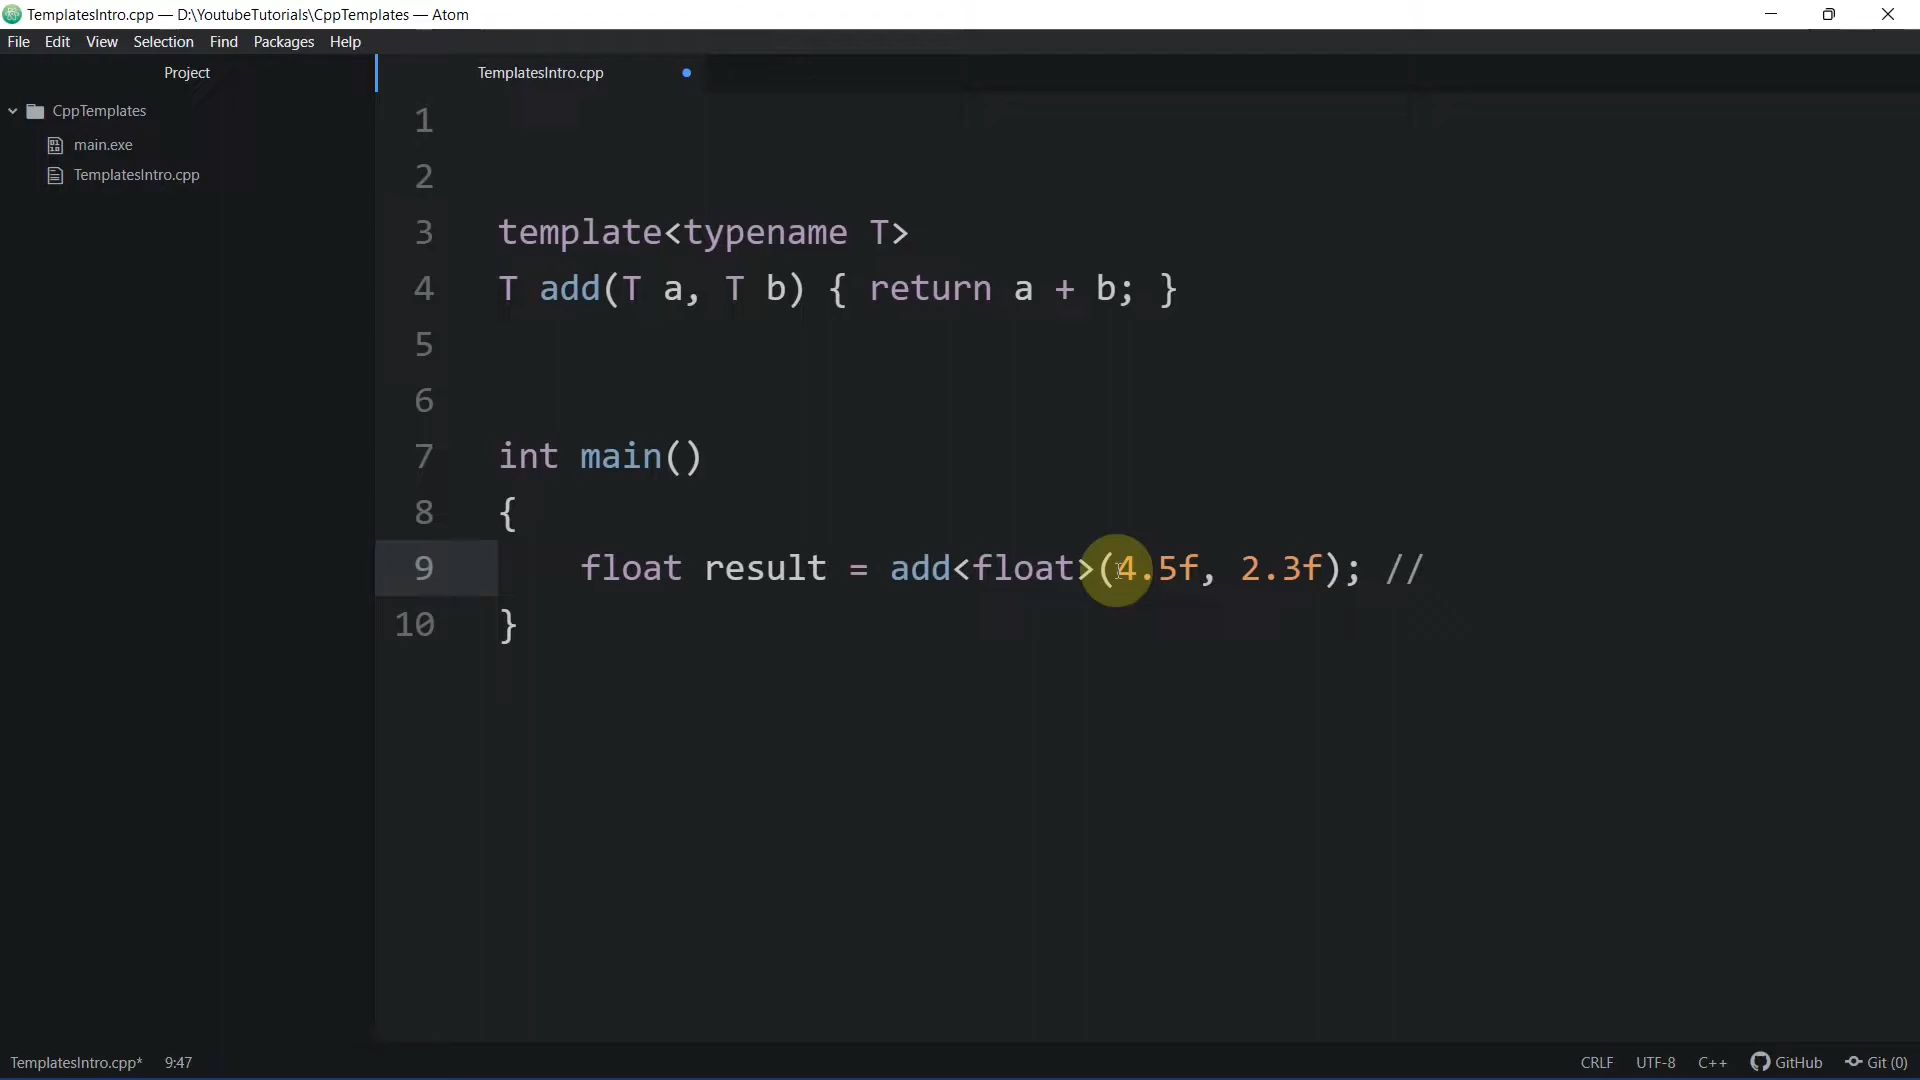 TemplatesIntro.cpp — D:\YoutubeTutorials\CppTemplates — Atom
File Edit View Selection Find Packages Help
Project
TemplatesIntro.cpp
CppTemplates
main.exe
TemplatesIntro.cpp
1
2
3 template<typename T>
4 T add(T a, T b) { return a + b; }
5
6
7 int main()
8 {
9 float result = add<float>(4.5f, 2.3f); //
10 }
TemplatesIntro.cpp* 9:47 CRLF UTF-8 C++ GitHub Git (0)